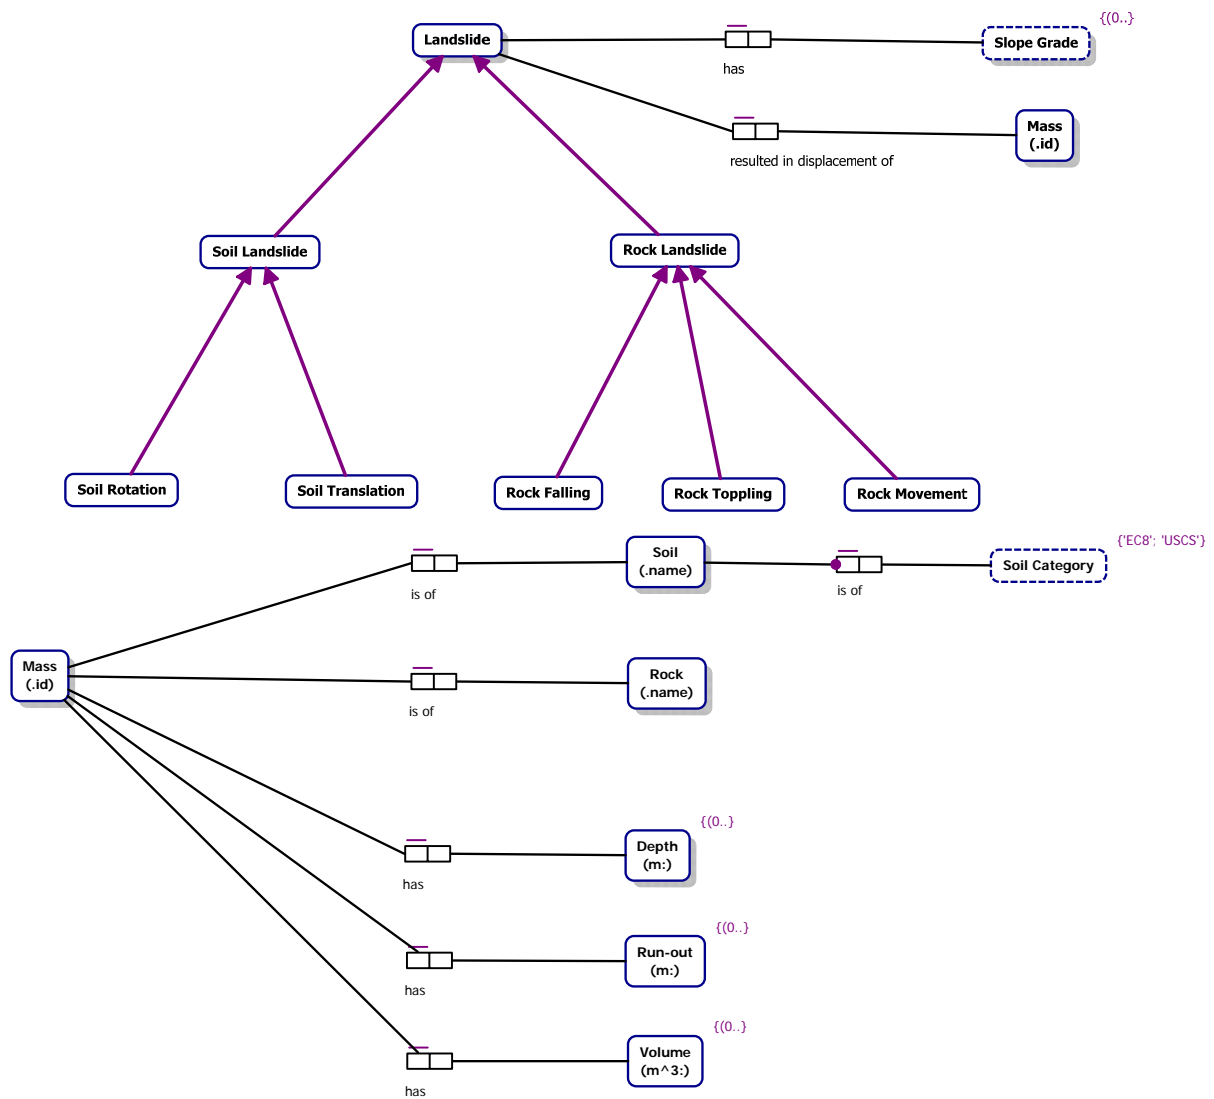 {(0..}
Landslide
Slope Grade
has
Mass
(.id)
resulted in displacement of
Soil Landslide
Rock Landslide
Soil Rotation
Soil Translation
Rock Falling
Rock Toppling
Rock Movement
{'EC8'; 'USCS'}
Soil
(.name)
Soil Category
is of
is of
Mass
(.id)
Rock
(.name)
is of
{(0..}
Depth
(m:)
has
{(0..}
Run-out
(m:)
has
{(0..}
Volume
(m^3:)
has